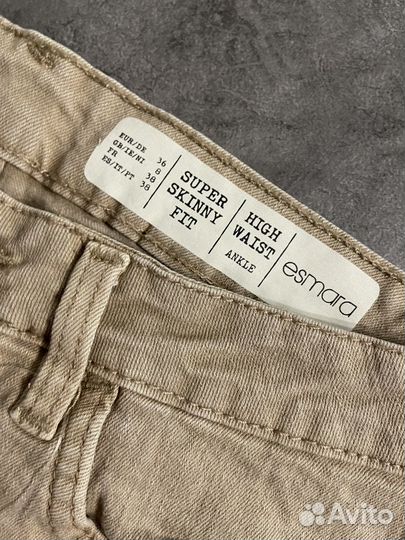 EUR/DE 36
GB/IE/NI 8
FR 38
ES/IT/PT 38
SUPER
SKINNY
FIT
HIGH
WAIST
ANKLE
esmara
Avito